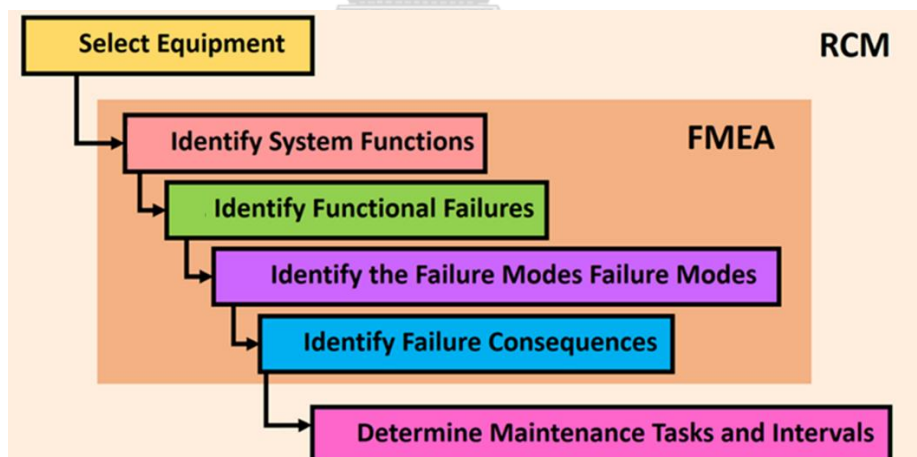 Select Equipment
RCM
Identify System Functions
FMEA
Identify Functional Failures
Identify the Failure Modes Failure Modes
Identify Failure Consequences
Determine Maintenance Tasks and Intervals